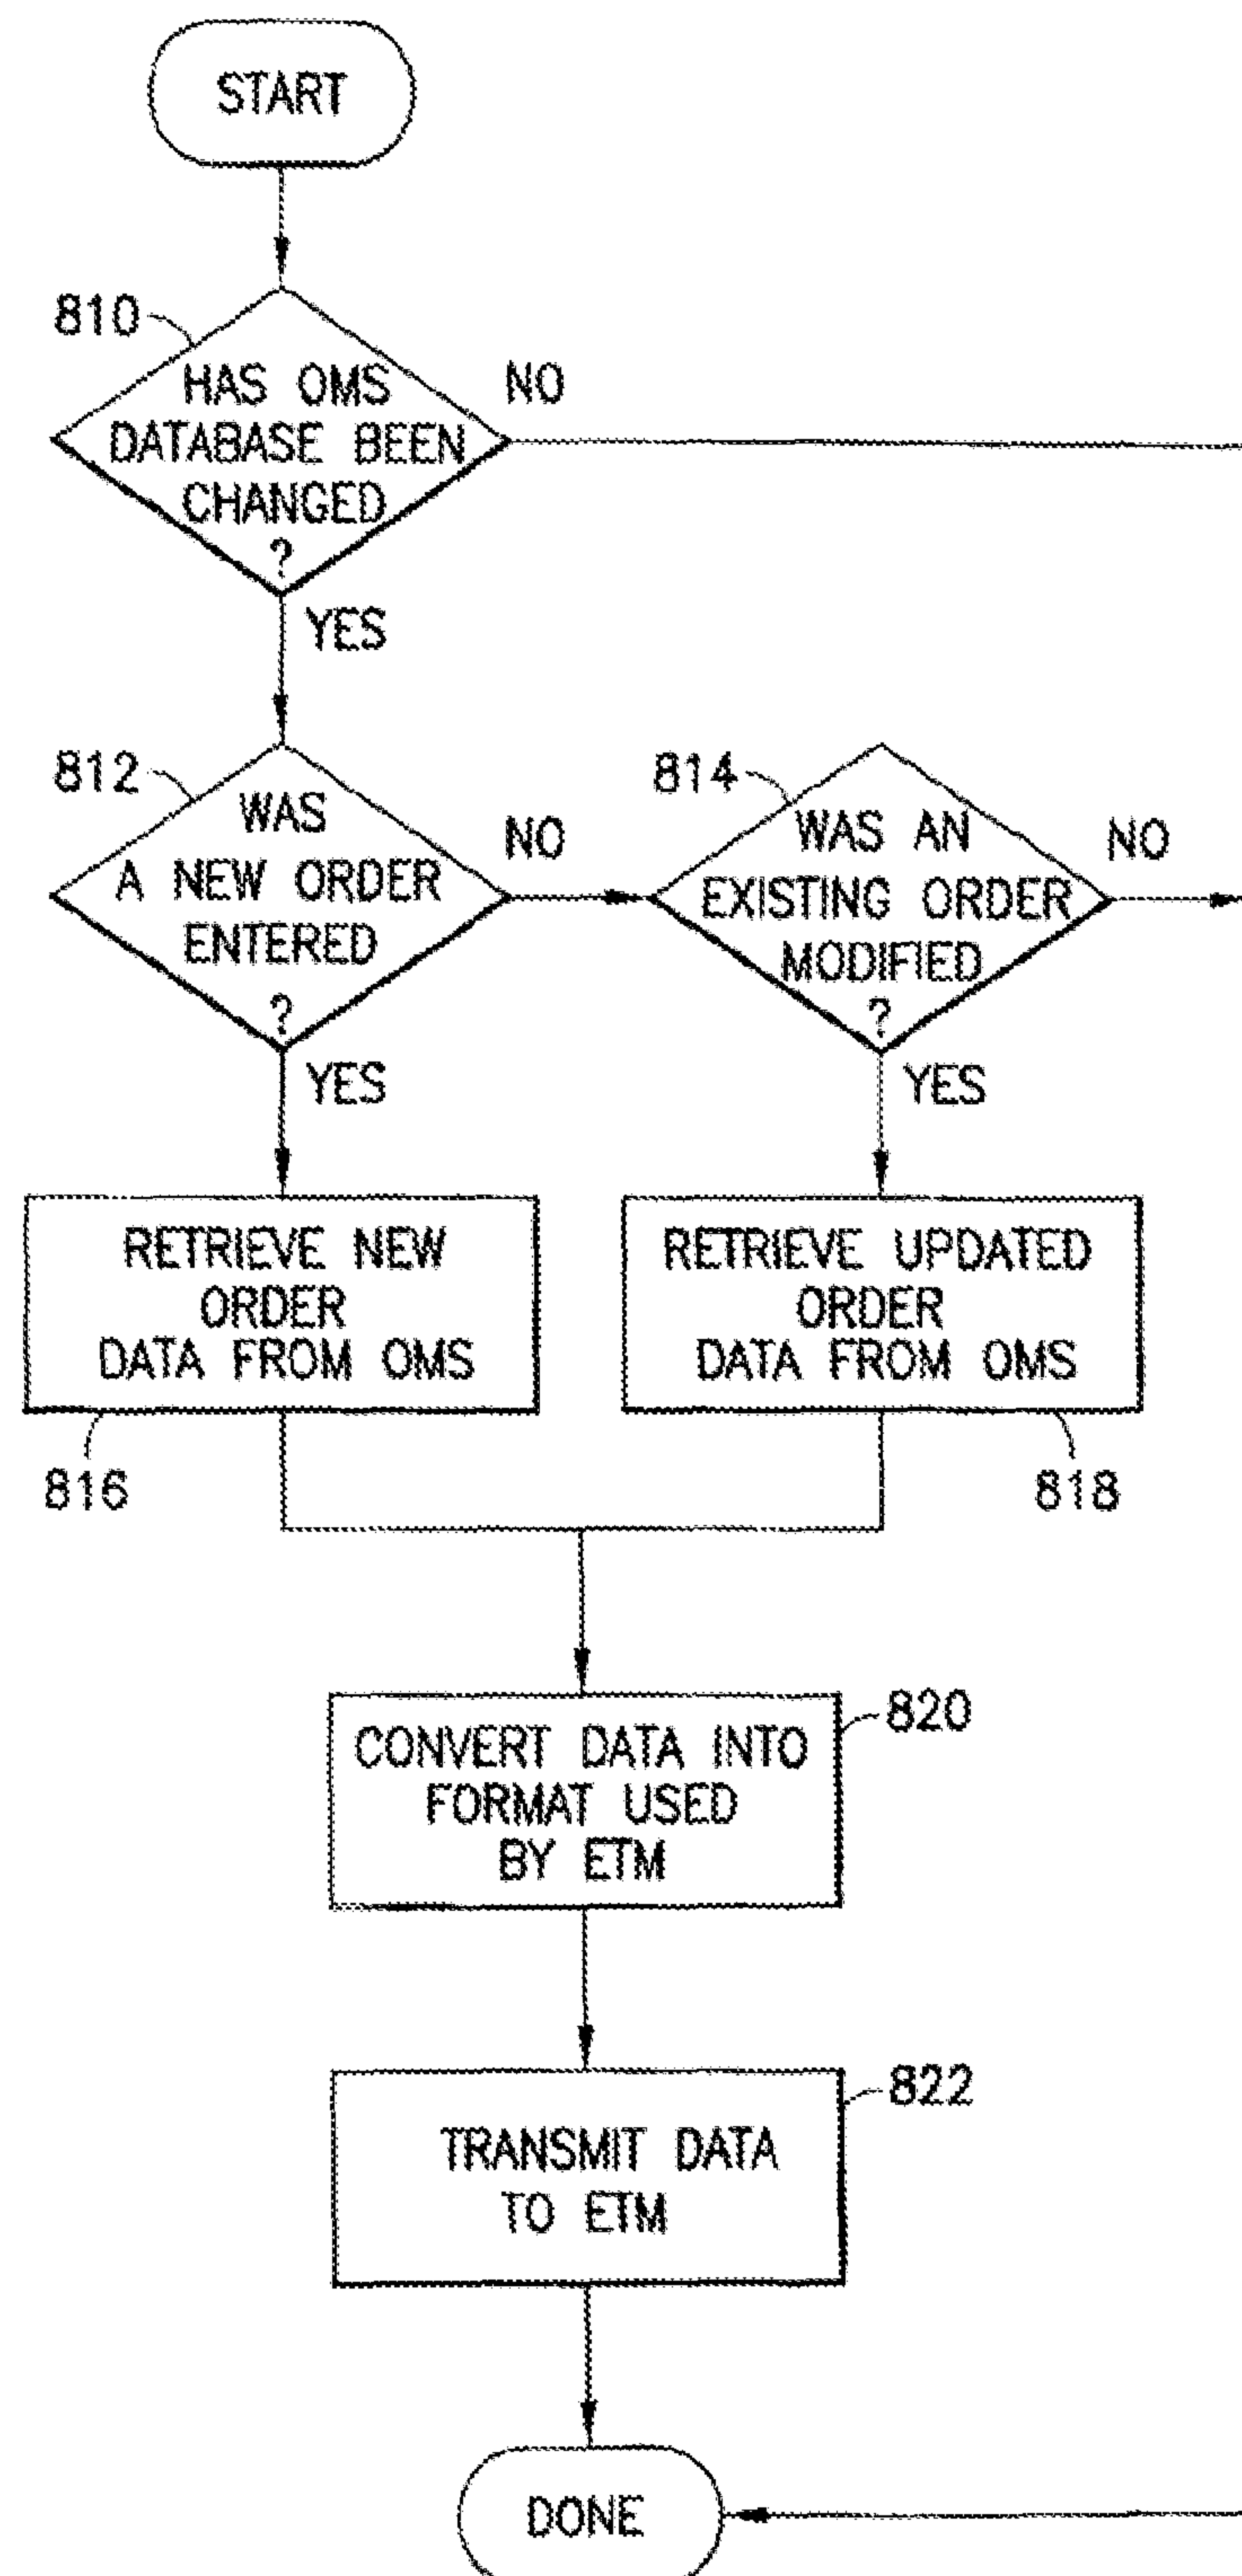 START
810
HAS OMS
DATABASE BEEN
CHANGED
?
NO
YES
812
WAS
A NEW ORDER
ENTERED
?
NO
YES
814
WAS AN
EXISTING ORDER
MODIFIED
?
NO
YES
RETRIEVE NEW
ORDER
DATA FROM OMS
816
RETRIEVE UPDATED
ORDER
DATA FROM OMS
818
CONVERT DATA INTO
FORMAT USED
BY ETM
820
TRANSMIT DATA
TO ETM
822
DONE